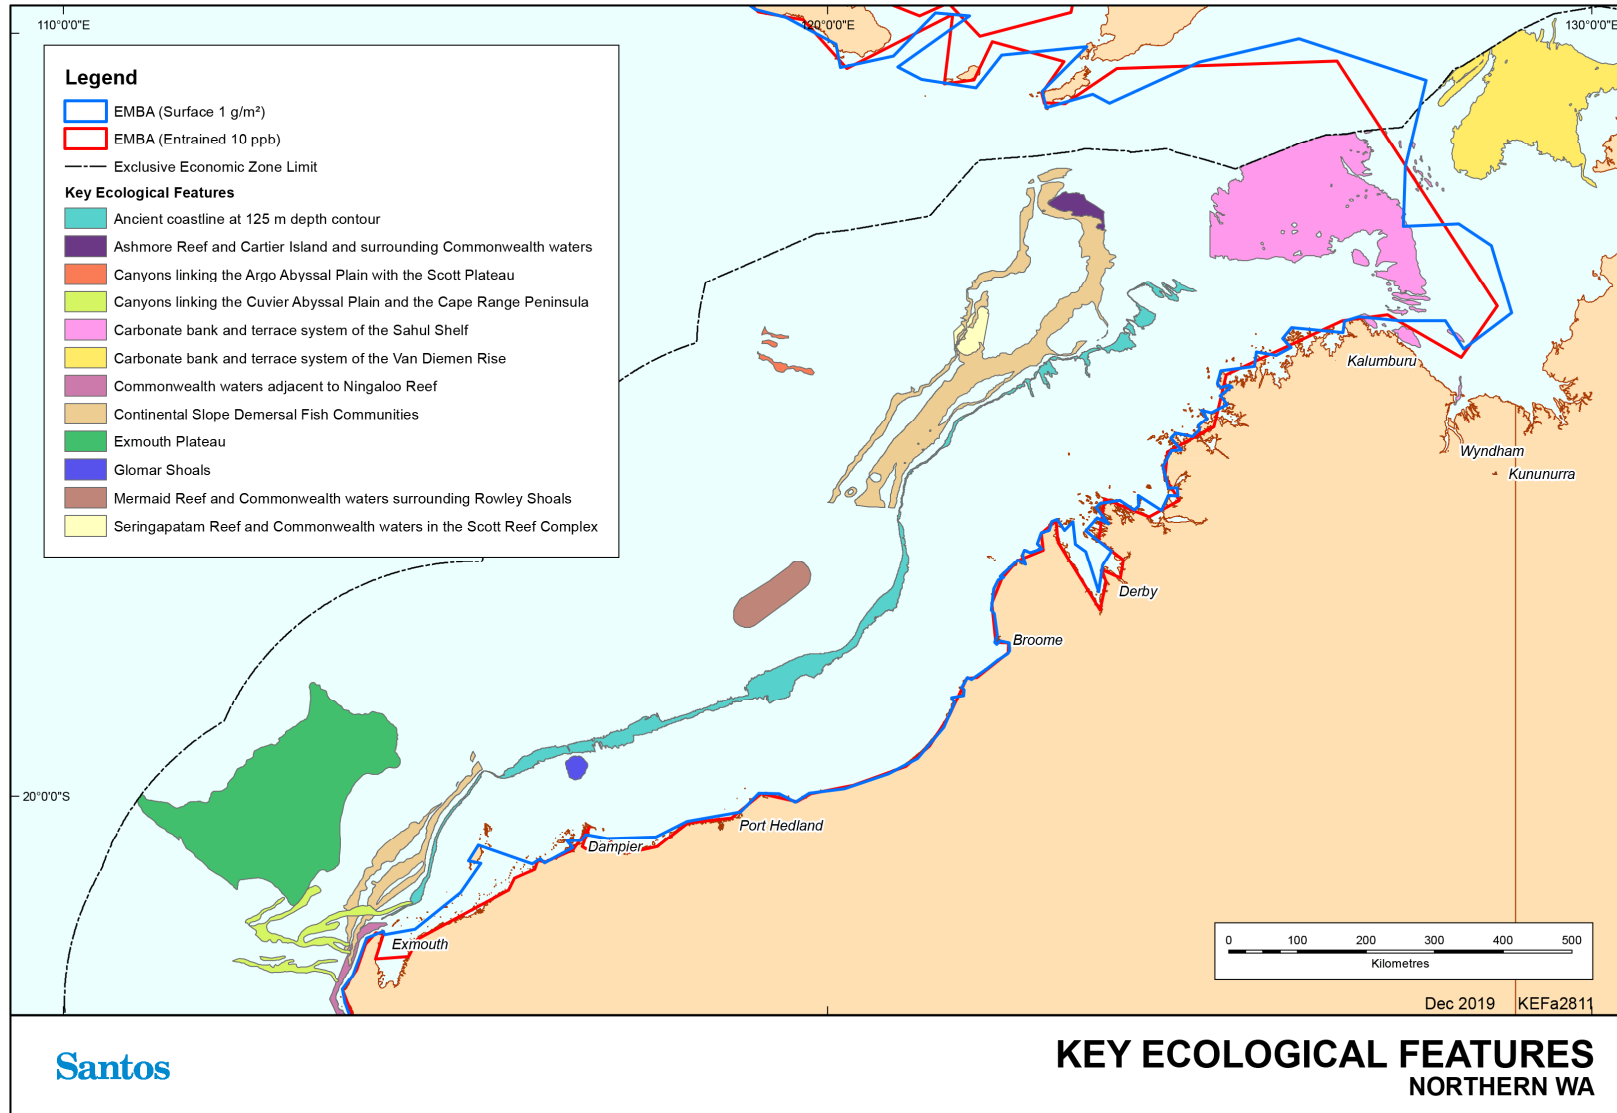 110°0'0"E
120°0'0"E
130°0'0"E
Legend
EMBA (Surface 1 g/m²)
EMBA (Entrained 10 ppb)
Exclusive Economic Zone Limit
Key Ecological Features
Ancient coastline at 125 m depth contour
Ashmore Reef and Cartier Island and surrounding Commonwealth waters
Canyons linking the Argo Abyssal Plain with the Scott Plateau
Canyons linking the Cuvier Abyssal Plain and the Cape Range Peninsula
Carbonate bank and terrace system of the Sahul Shelf
Carbonate bank and terrace system of the Van Diemen Rise
Commonwealth waters adjacent to Ningaloo Reef
Continental Slope Demersal Fish Communities
Exmouth Plateau
Glomar Shoals
Mermaid Reef and Commonwealth waters surrounding Rowley Shoals
Seringapatam Reef and Commonwealth waters in the Scott Reef Complex
Kalumburu
Wyndham
Kununurra
Derby
Broome
20°0'0"S
Port Hedland
Dampier
Exmouth
0 100 200 300 400 500
Kilometres
Dec 2019 KEFa2811
Santos
KEY ECOLOGICAL FEATURES
NORTHERN WA